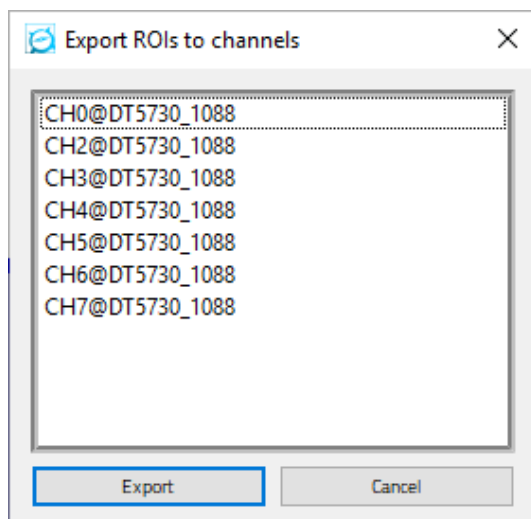 Export ROIs to channels
CH0@DT5730_1088
CH2@DT5730_1088
CH3@DT5730_1088
CH4@DT5730_1088
CH5@DT5730_1088
CH6@DT5730_1088
CH7@DT5730_1088
Export
Cancel